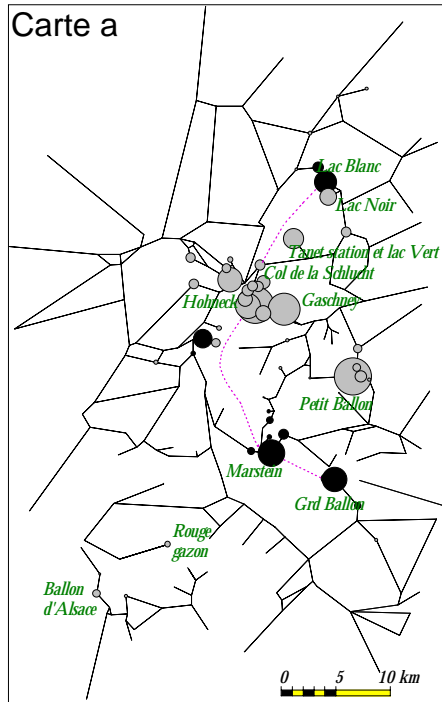 Carte a
Lac Blanc
Lac Noir
Tanet station et lac Vert
Col de la Schlucht
Hohneck
Gaschney
Petit Ballon
Marstein
Grd Ballon
Rouge
gazon
Ballon
d'Alsace
0 5 10 km